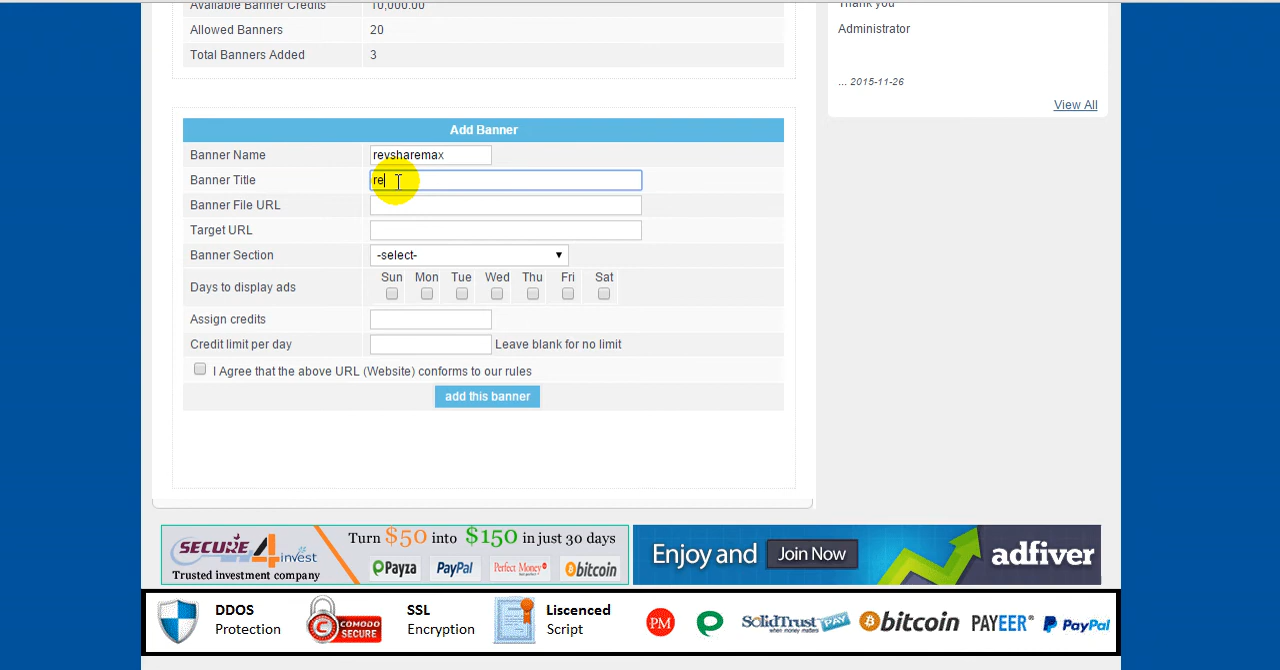 Available Banner Credits 10,000.00
Allowed Banners 20
Total Banners Added 3
Thank you
Administrator
... 2015-11-26
View All
Add Banner
Banner Name revsharemax
Banner Title re
Banner File URL
Target URL
Banner Section -select-
Sun Mon Tue Wed Thu Fri Sat
Days to display ads
Assign credits
Credit limit per day Leave blank for no limit
I Agree that the above URL (Website) conforms to our rules
add this banner
SECURE 4 invest
Trusted investment company
Turn $50 into $150 in just 30 days
Payza PayPal Perfect Money bitcoin
Enjoy and Join Now adfiver
DDOS
Protection
COMODO
SECURE
SSL
Encryption
Liscenced
Script
PM
SolidTrust PAY
when money matters
bitcoin
PAYEER®
PayPal